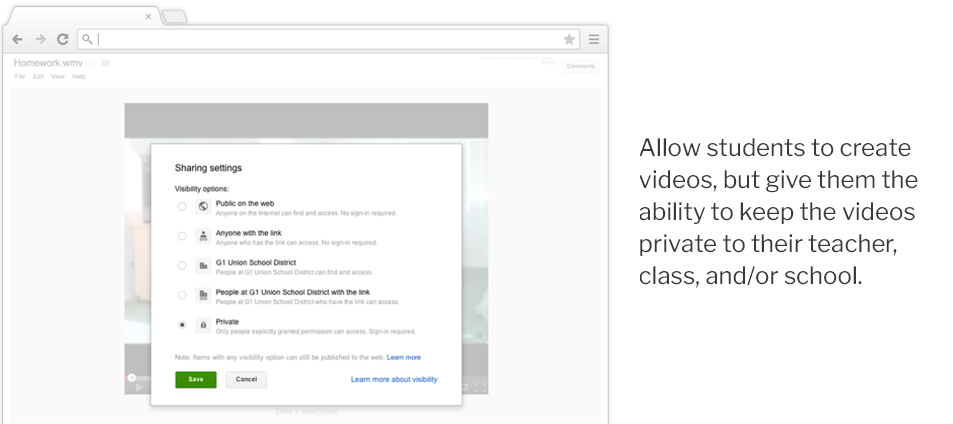 Homework.wmv
File Edit View Help
Comments
Sharing settings
Visibility options:
Public on the web
Anyone on the Internet can find and access. No sign-in required.
Anyone with the link
Anyone who has the link can access. No sign-in required.
G1 Union School District
People at G1 Union School District can find and access.
People at G1 Union School District with the link
People at G1 Union School District who have the link can access.
Private
Only people explicitly granted permission can access. Sign-in required.
Note: Items with any visibility option can still be published to the web. Learn more
Save Cancel Learn more about visibility
Enter a description
Allow students to create
videos, but give them the
ability to keep the videos
private to their teacher,
class, and/or school.